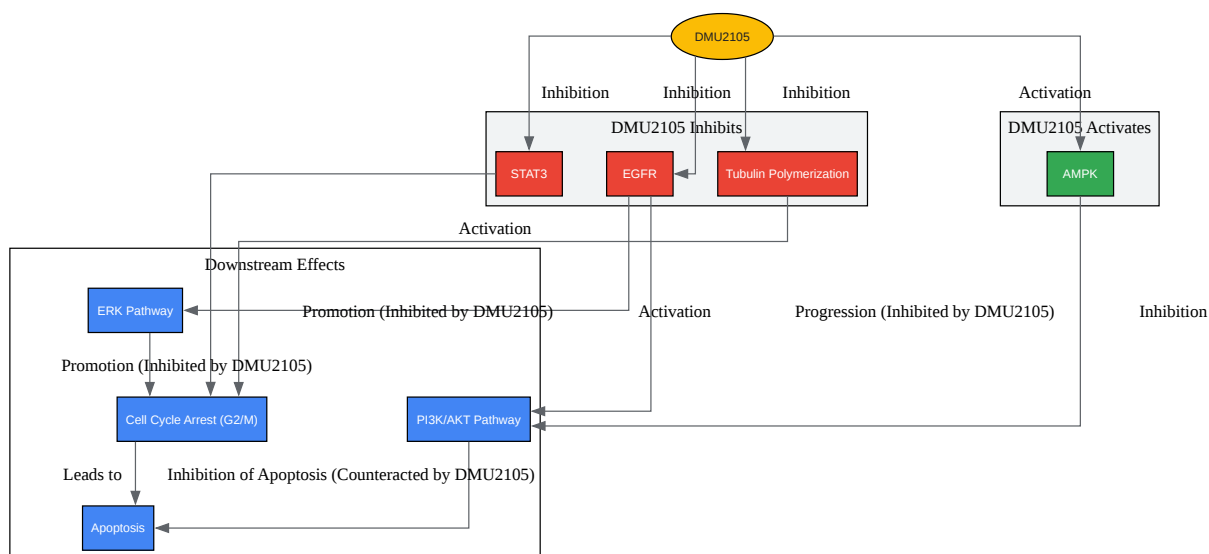 DMU2105
Inhibition
Inhibition
Inhibition
Activation
DMU2105 Inhibits
DMU2105 Activates
STAT3
EGFR
Tubulin Polymerization
AMPK
Activation
Downstream Effects
ERK Pathway
Promotion (Inhibited by DMU2105)
Activation
Progression (Inhibited by DMU2105)
Inhibition
Promotion (Inhibited by DMU2105)
Cell Cycle Arrest (G2/M)
PI3K/AKT Pathway
Leads to
Inhibition of Apoptosis (Counteracted by DMU2105)
Apoptosis